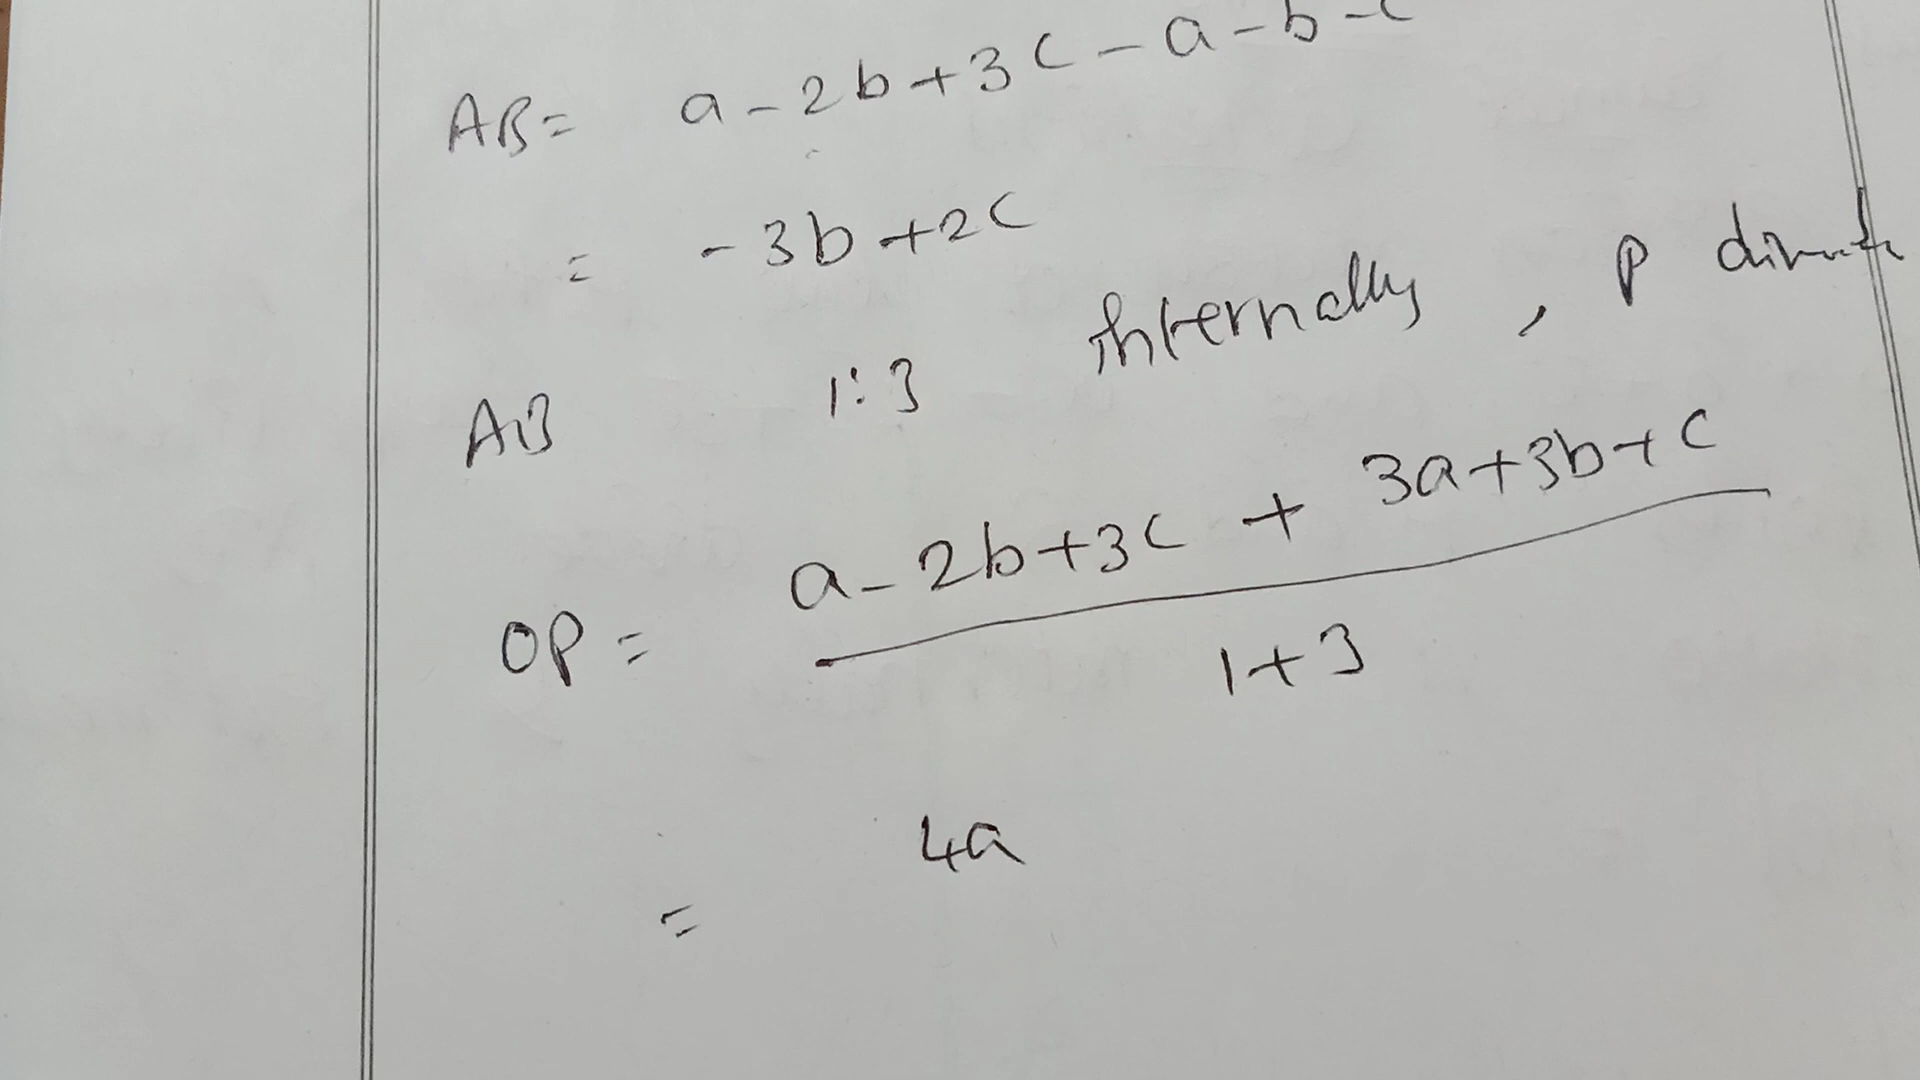 AB = a - 2b + 3c - a - b - c
= - 3b + 2c
AB 1:3 internally, P
OP = a - 2b + 3c + 3a + 3b + c
1 + 3
= 4a